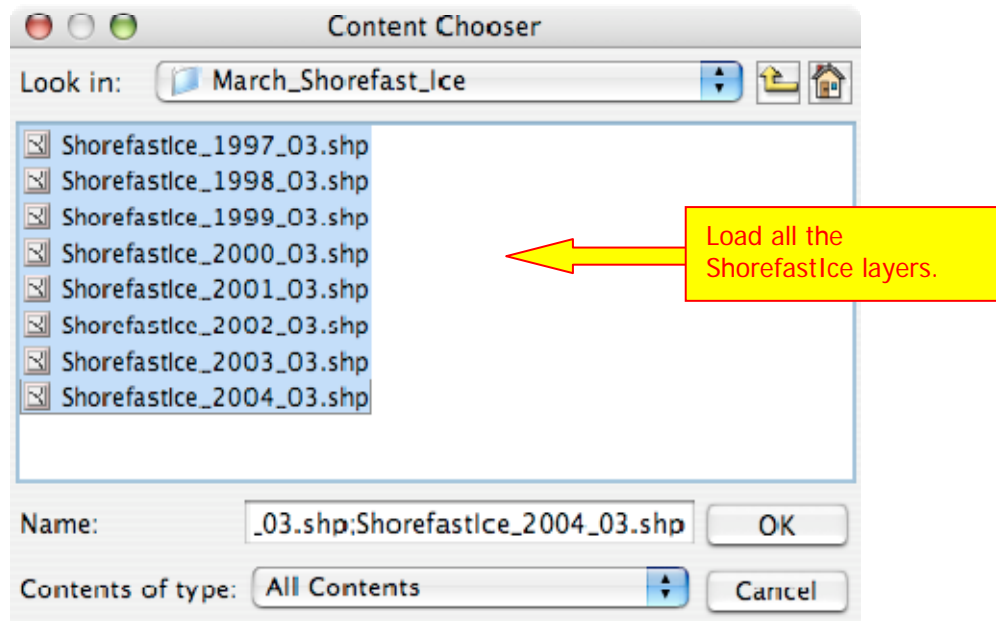 Content Chooser
Look in: March_Shorefast_Ice
ShorefastIce_1997_03.shp
ShorefastIce_1998_03.shp
ShorefastIce_1999_03.shp
ShorefastIce_2000_03.shp
ShorefastIce_2001_03.shp
ShorefastIce_2002_03.shp
ShorefastIce_2003_03.shp
ShorefastIce_2004_03.shp
Load all the
ShorefastIce layers.
Name: _03.shp;ShorefastIce_2004_03.shp OK
Contents of type: All Contents Cancel